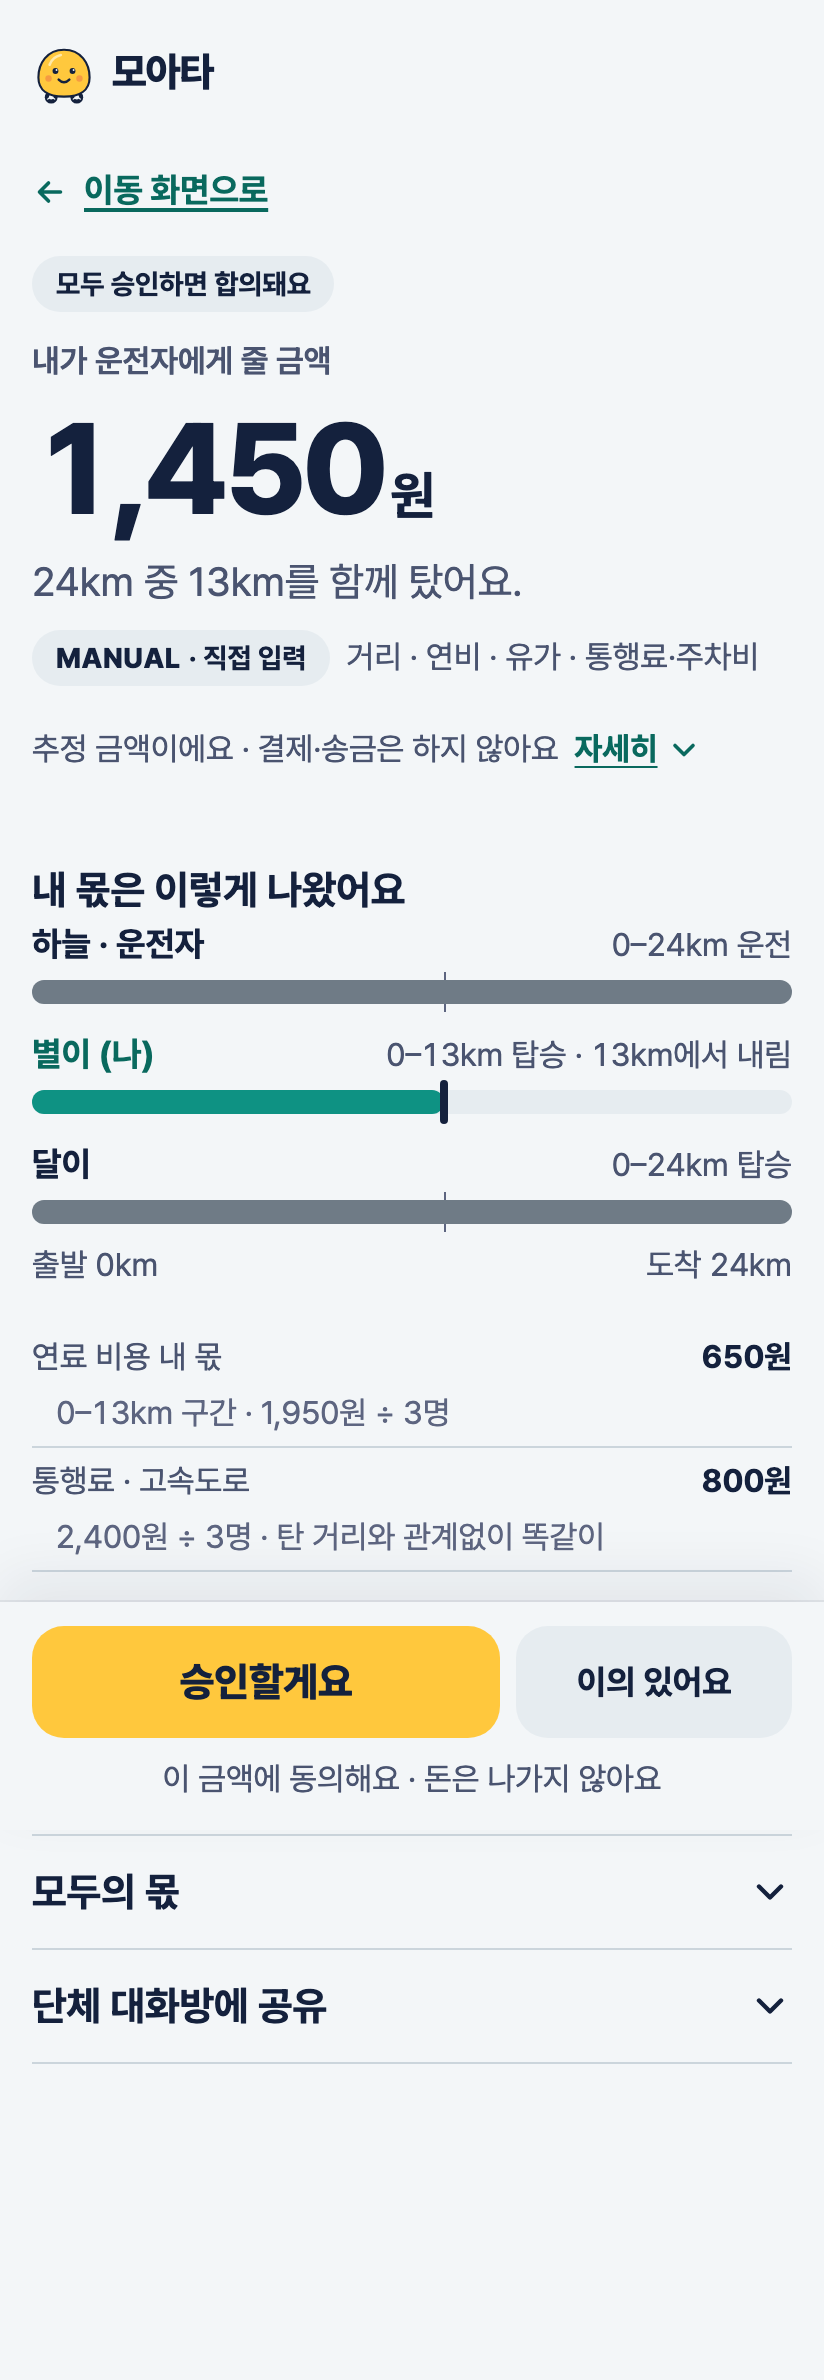 모아타
← 이동 화면으로
모두 승인하면 합의돼요
내가 운전자에게 줄 금액
1,450원
24km 중 13km를 함께 탔어요.
MANUAL · 직접 입력 거리 · 연비 · 유가 · 통행료·주차비
추정 금액이에요 · 결제·송금은 하지 않아요 자세히
내 몫은 이렇게 나왔어요
하늘 · 운전자 0–24km 운전
별이 (나) 0–13km 탑승 · 13km에서 내림
달이 0–24km 탑승
출발 0km 도착 24km
연료 비용 내 몫 650원
0–13km 구간 · 1,950원 ÷ 3명
통행료 · 고속도로 800원
2,400원 ÷ 3명 · 탄 거리와 관계없이 똑같이
승인할게요 이의 있어요
이 금액에 동의해요 · 돈은 나가지 않아요
모두의 몫
단체 대화방에 공유